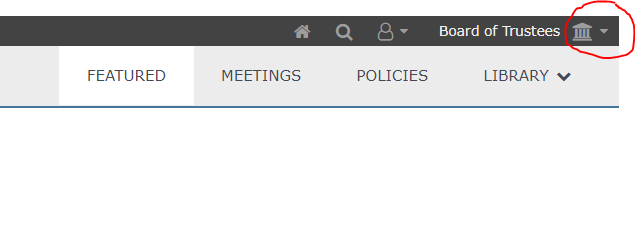 Board of Trustees
FEATURED MEETINGS POLICIES LIBRARY